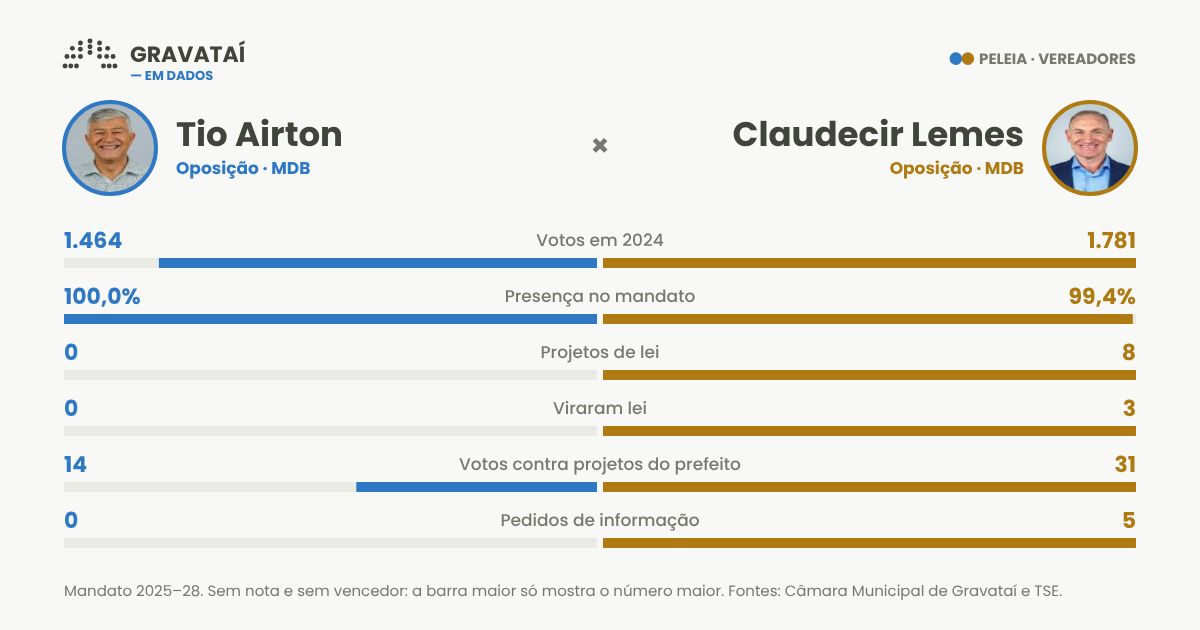 GRAVATAÍ
— EM DADOS
PELEIA · VEREADORES
Tio Airton
Oposição · MDB
×
Claudecir Lemes
Oposição · MDB
1.464 Votos em 2024 1.781
100,0% Presença no mandato 99,4%
0 Projetos de lei 8
0 Viraram lei 3
14 Votos contra projetos do prefeito 31
0 Pedidos de informação 5
Mandato 2025–28. Sem nota e sem vencedor: a barra maior só mostra o número maior. Fontes: Câmara Municipal de Gravataí e TSE.